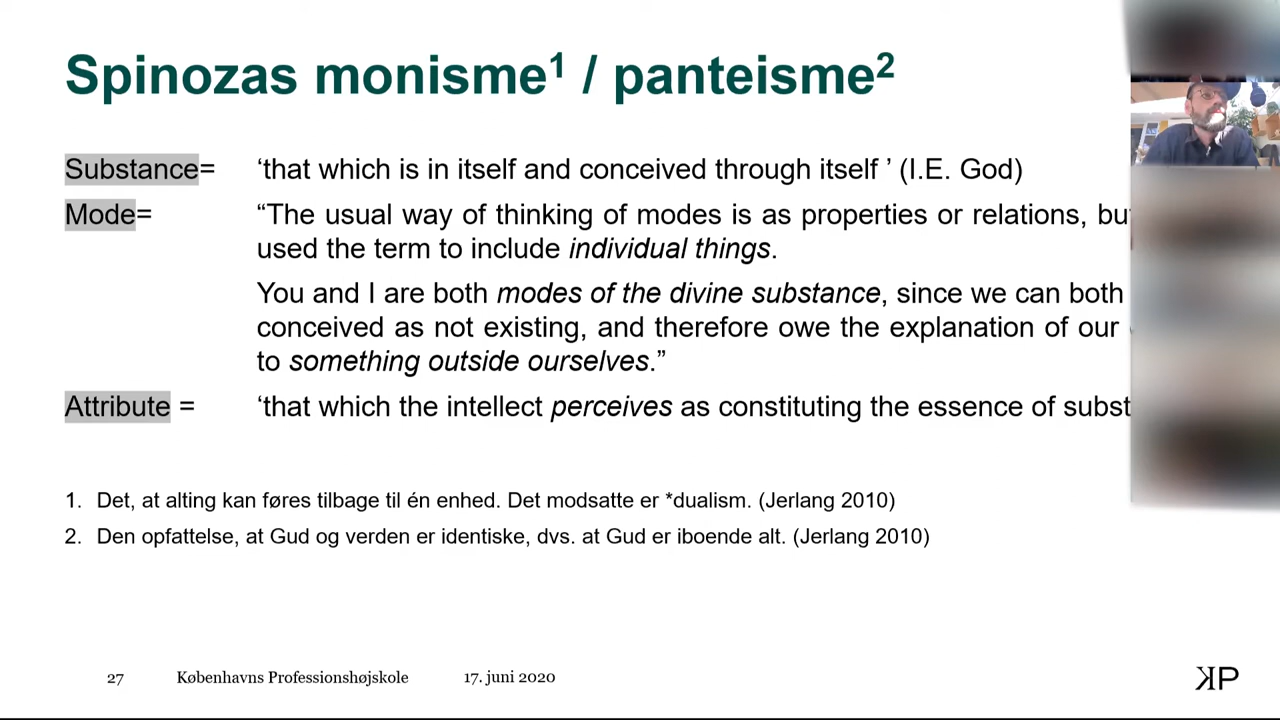 Spinozas monisme¹ / panteisme²
Substance= ‘that which is in itself and conceived through itself ’ (I.E. God)
Mode= “The usual way of thinking of modes is as properties or relations,
used the term to include individual things.
You and I are both modes of the divine substance, since we can both
conceived as not existing, and therefore owe the explanation of our
to something outside ourselves.”
Attribute = ‘that which the intellect perceives as constituting the essence of
1. Det, at alting kan føres tilbage til én enhed. Det modsatte er *dualism. (Jerlang 2010)
2. Den opfattelse, at Gud og verden er identiske, dvs. at Gud er iboende alt. (Jerlang 2010)
27 Københavns Professionshøjskole 17. juni 2020
KP